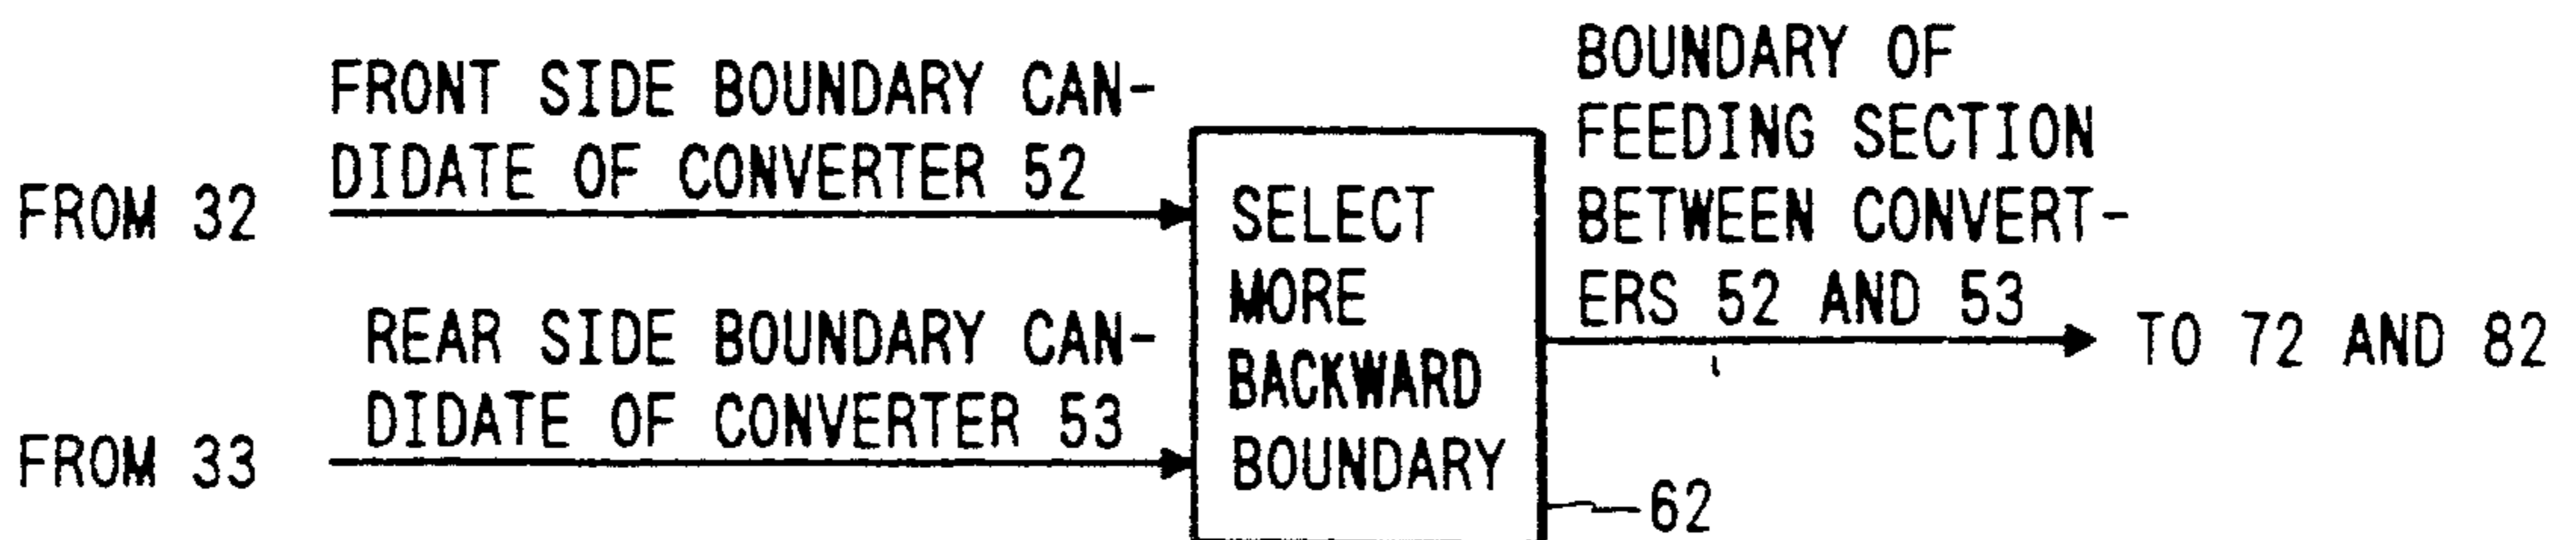 FROM 32
FRONT SIDE BOUNDARY CAN-
DIDATE OF CONVERTER 52
FROM 33
REAR SIDE BOUNDARY CAN-
DIDATE OF CONVERTER 53
SELECT
MORE
BACKWARD
BOUNDARY
62
BOUNDARY OF
FEEDING SECTION
BETWEEN CONVERT-
ERS 52 AND 53
TO 72 AND 82